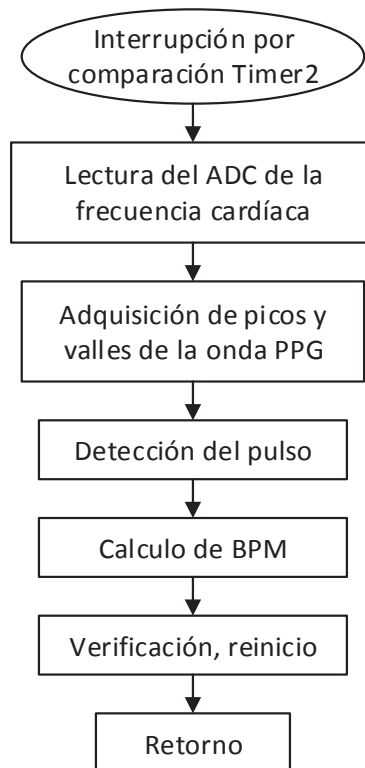 Interrupción por
comparación Timer2
Lectura del ADC de la
frecuencia cardíaca
Adquisición de picos y
valles de la onda PPG
Detección del pulso
Calculo de BPM
Verificación, reinicio
Retorno